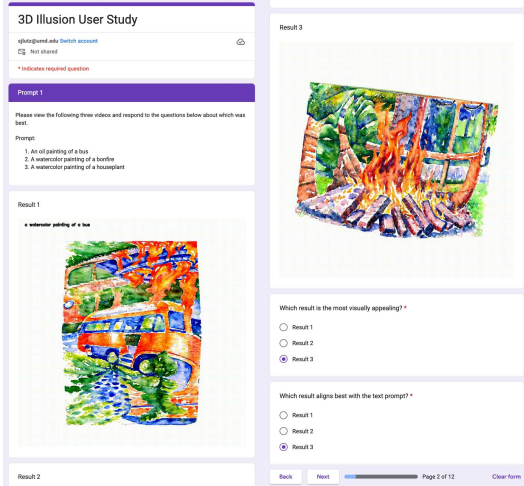 3D Illusion User Study
sjlutz@umd.edu Switch account
Not shared
* Indicates required question
Prompt 1
Please view the following three videos and respond to the questions below about which was
best.
Prompt:
1. An oil painting of a bus
2. A watercolor painting of a bonfire
3. A watercolor painting of a houseplant
Result 1
a watercolor painting of a bus
Result 2
Result 3
Which result is the most visually appealing? *
Result 1
Result 2
Result 3
Which result aligns best with the text prompt? *
Result 1
Result 2
Result 3
Back Next Page 2 of 12 Clear form